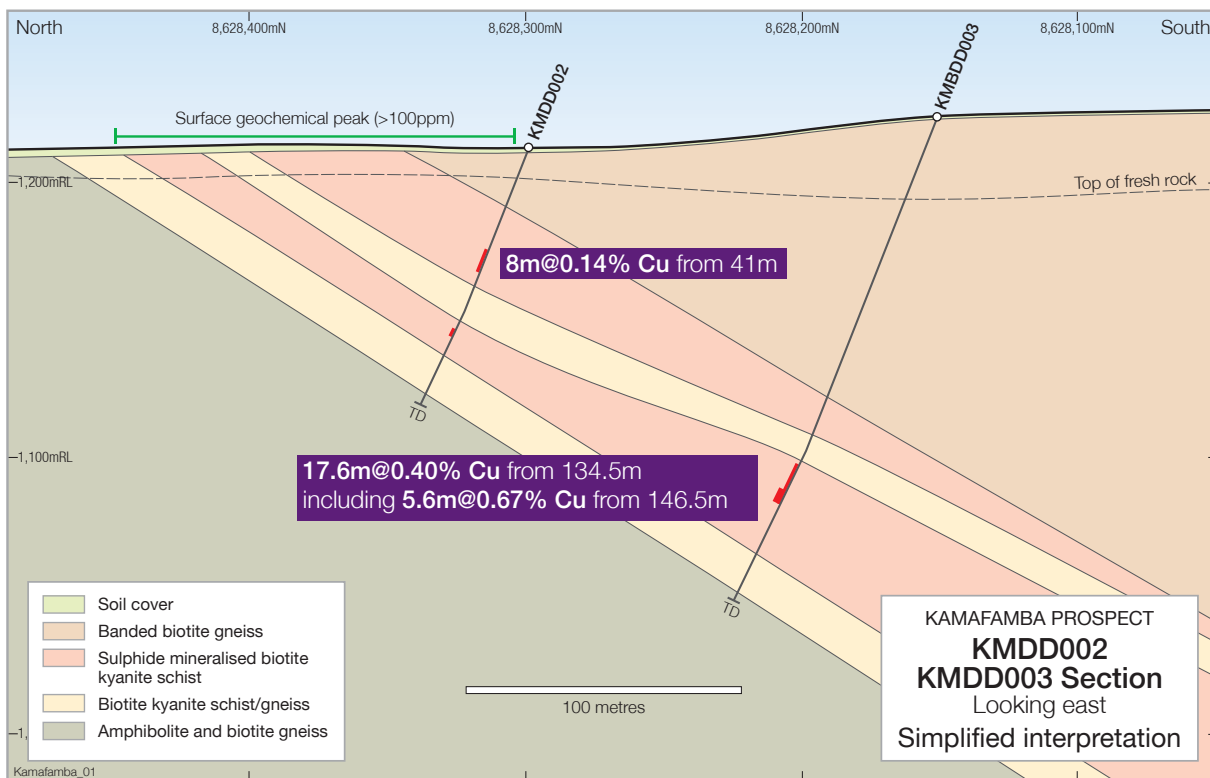 North
8,628,400mN
8,628,300mN
8,628,200mN
8,628,100mN
South
KMDD002
KMBDD003
Surface geochemical peak (>100ppm)
1,200mRL
Top of fresh rock
8m@0.14% Cu from 41m
TD
1,100mRL
17.6m@0.40% Cu from 134.5m
including 5.6m@0.67% Cu from 146.5m
TD
Soil cover
Banded biotite gneiss
Sulphide mineralised biotite
kyanite schist
Biotite kyanite schist/gneiss
Amphibolite and biotite gneiss
100 metres
KAMAFAMBA PROSPECT
KMDD002
KMDD003 Section
Looking east
Simplified interpretation
Kamafamba_01